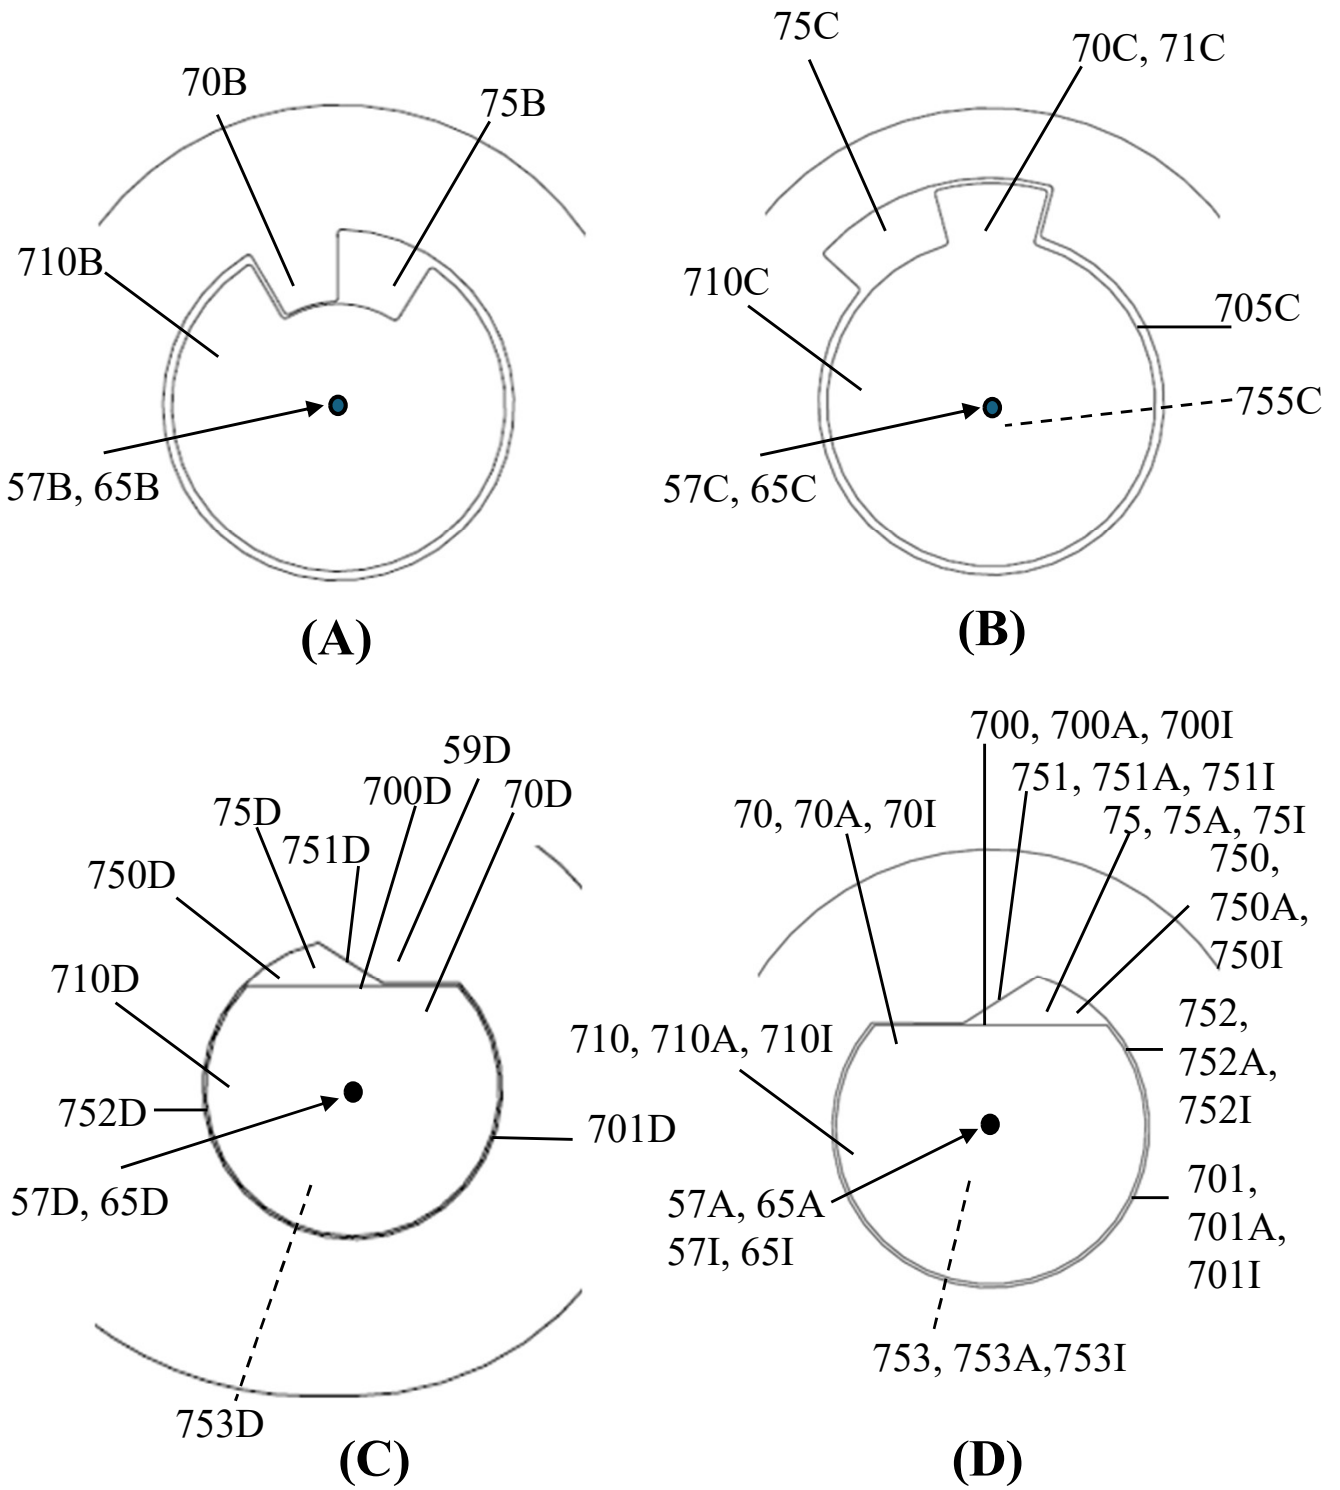 75C
70C, 71C
70B
75B
710B
710C
705C
755C
57B, 65B
57C, 65C
(A)
(B)
700, 700A, 700I
59D
751, 751A, 751I
700D
70D
75D
70, 70A, 70I
75, 75A, 75I
751D
750,
750A,
750I
750D
710D
710, 710A, 710I
752,
752A,
752I
752D
701D
57D, 65D
57A, 65A
57I, 65I
701,
701A,
701I
753, 753A,753I
753D
(C)
(D)